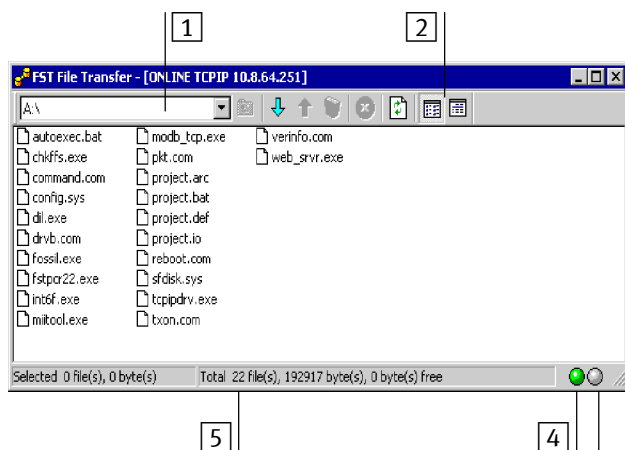 1 2
FST File Transfer - [ONLINE TCPIP 10.8.64.251]
A:\
autoexec.bat modb_tcp.exe verinfo.com
chkffs.exe pkt.com web_srvr.exe
command.com project.arc
config.sys project.bat
dil.exe project.def
drvb.com project.io
fossil.exe reboot.com
fstpcr22.exe sfdisk.sys
int6f.exe tcpipdrv.exe
miitool.exe txon.com
Selected 0 file(s), 0 byte(s) Total 22 file(s), 192917 byte(s), 0 byte(s) free
5 4